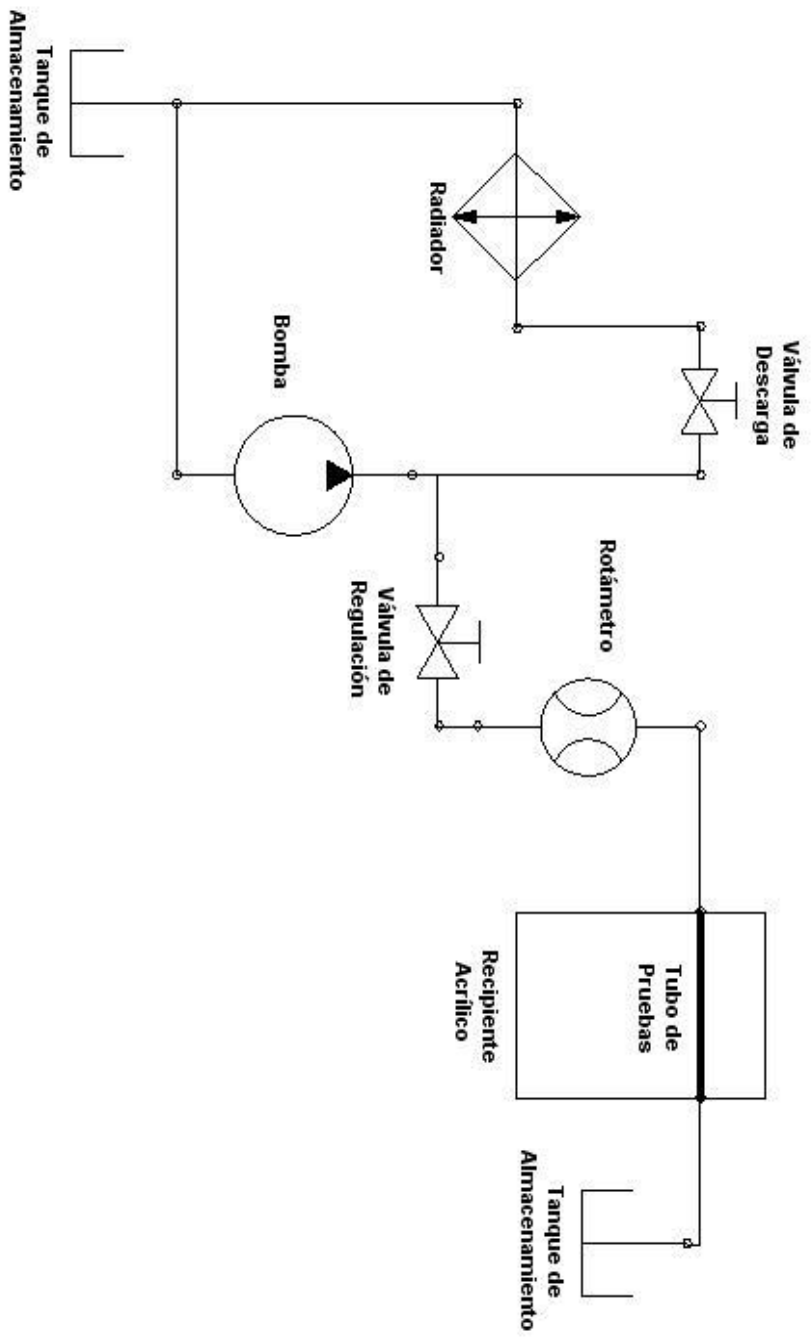 Tanque de
Almacenamiento
Radiador
Válvula de
Descarga
Bomba
Válvula de
Regulación
Rotámetro
Tubo de
Pruebas
Recipiente
Acrílico
Tanque de
Almacenamiento